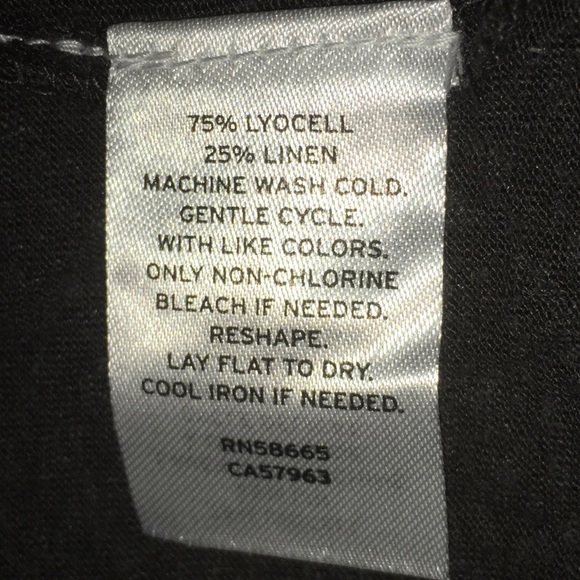 75% LYOCELL
25% LINEN
MACHINE WASH COLD.
GENTLE CYCLE.
WITH LIKE COLORS.
ONLY NON-CHLORINE
BLEACH IF NEEDED.
RESHAPE.
LAY FLAT TO DRY.
COOL IRON IF NEEDED.
RN58665
CA57963